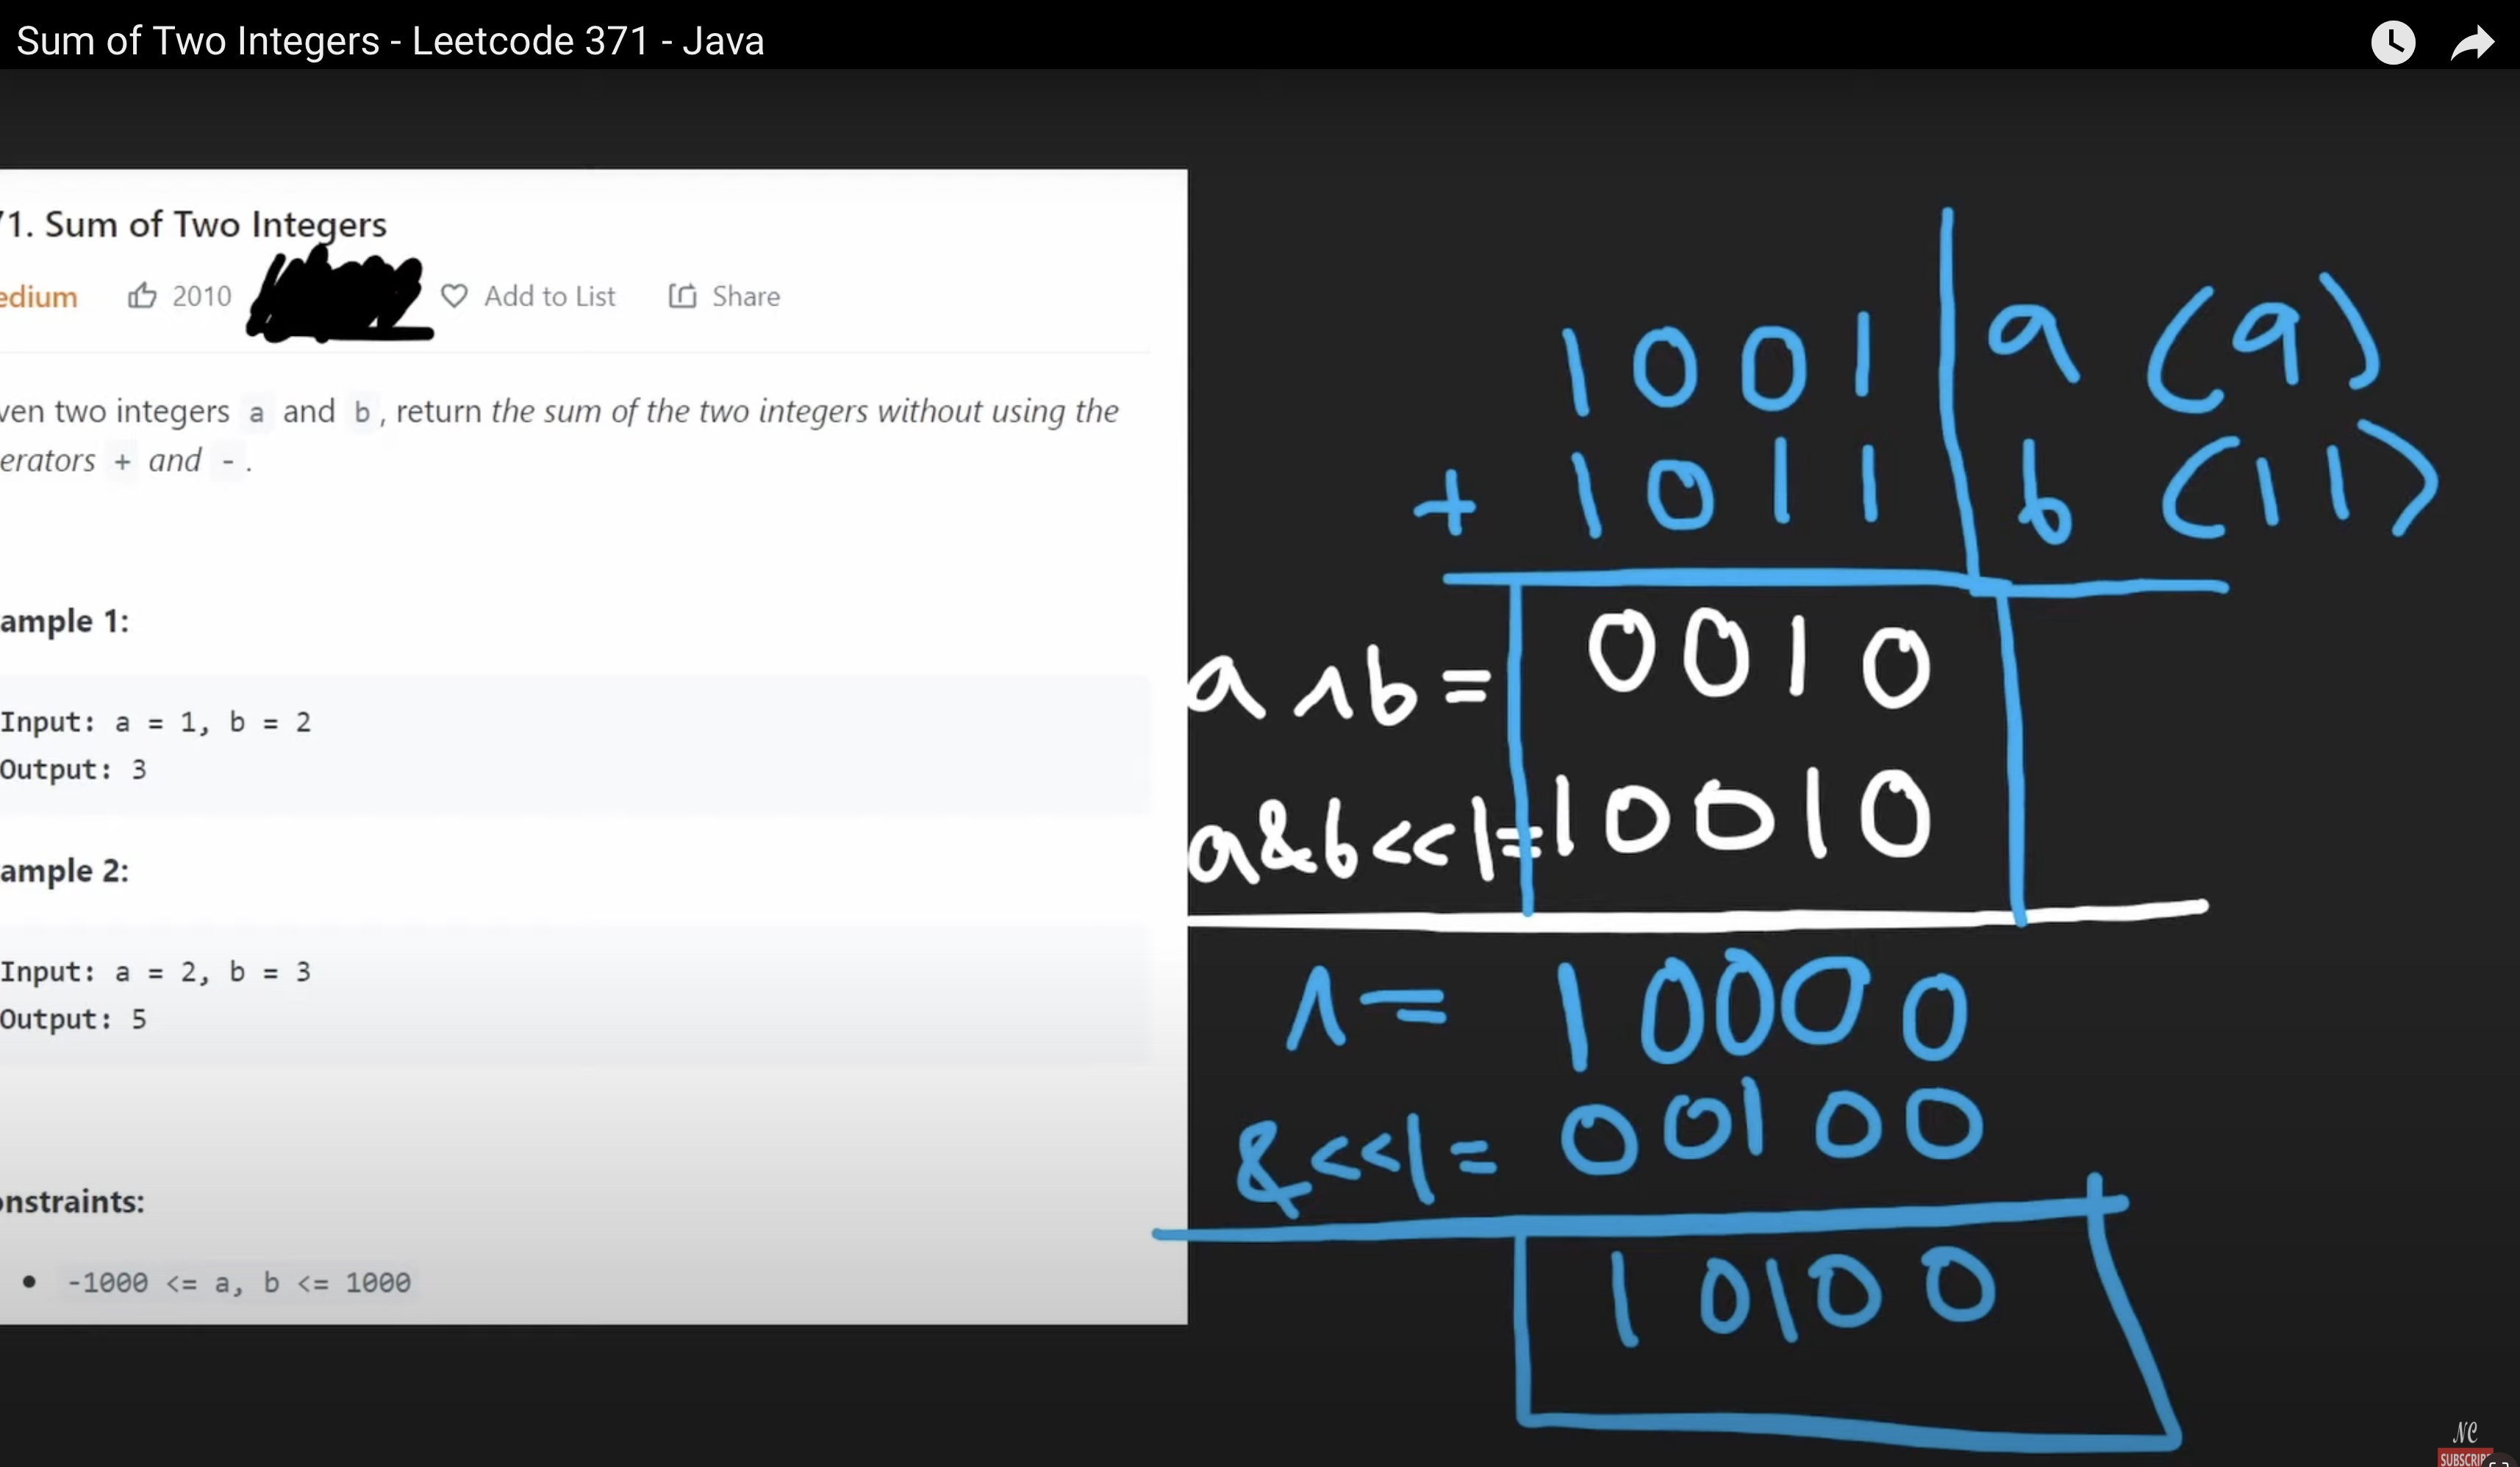 Sum of Two Integers - Leetcode 371 - Java
71. Sum of Two Integers
edium 2010 Add to List Share
ven two integers a and b, return the sum of the two integers without using the
erators + and -.
ample 1:
Input: a = 1, b = 2
Output: 3
ample 2:
Input: a = 2, b = 3
Output: 5
onstraints:
• -1000 <= a, b <= 1000
1001 a (9)
+ 1011 b (11)
a ^ b = 0010
a&b<<1= 10010
^ = 10000
&<<1= 00100
10100
NC
SUBSCRIBE